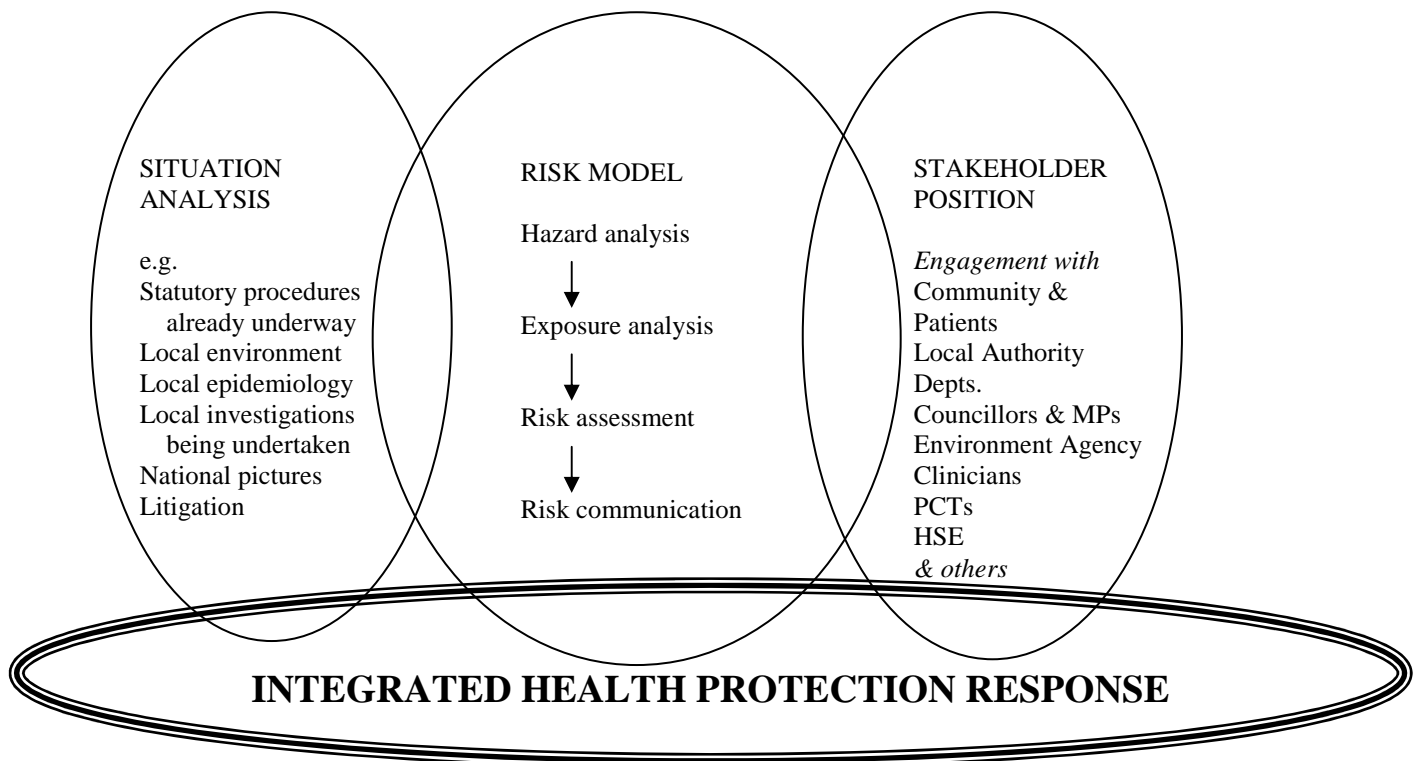 SITUATION
ANALYSIS
e.g.
Statutory procedures
already underway
Local environment
Local epidemiology
Local investigations
being undertaken
National pictures
Litigation
RISK MODEL
Hazard analysis
Exposure analysis
Risk assessment
Risk communication
STAKEHOLDER
POSITION
Engagement with
Community &
Patients
Local Authority
Depts.
Councillors & MPs
Environment Agency
Clinicians
PCTs
HSE
& others
INTEGRATED HEALTH PROTECTION RESPONSE